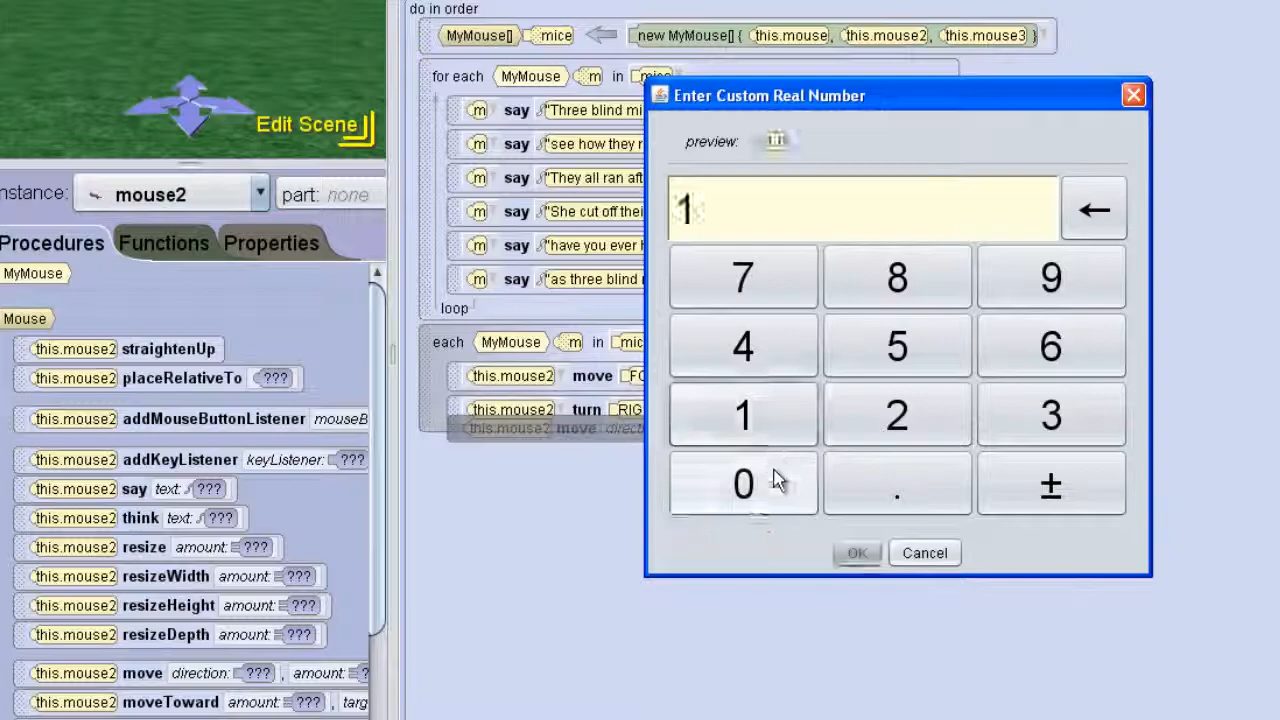 do in order
MyMouse[] mice new MyMouse[] { this.mouse, this.mouse2, this.mouse3 }
for each MyMouse m in mice
m say "Three blind mi
m say "see how they r
m say "They all ran aft
m say "She cut off thei
m say "have you ever
m say "as three blind
loop
each MyMouse m in mic
this.mouse2 move FO
this.mouse2 turn RIG
this.mouse2 move direct
Edit Scene
nstance: mouse2 part: none
Procedures Functions Properties
MyMouse
Mouse
this.mouse2 straightenUp
this.mouse2 placeRelativeTo ???
this.mouse2 addMouseButtonListener mouseB
this.mouse2 addKeyListener keyListener: ???
this.mouse2 say text: ???
this.mouse2 think text: ???
this.mouse2 resize amount: ???
this.mouse2 resizeWidth amount: ???
this.mouse2 resizeHeight amount: ???
this.mouse2 resizeDepth amount: ???
this.mouse2 move direction: ??? , amount: ?
this.mouse2 moveToward amount: ??? , targ
Enter Custom Real Number
preview:
1
←
7 8 9
4 5 6
1 2 3
0 . ±
OK Cancel